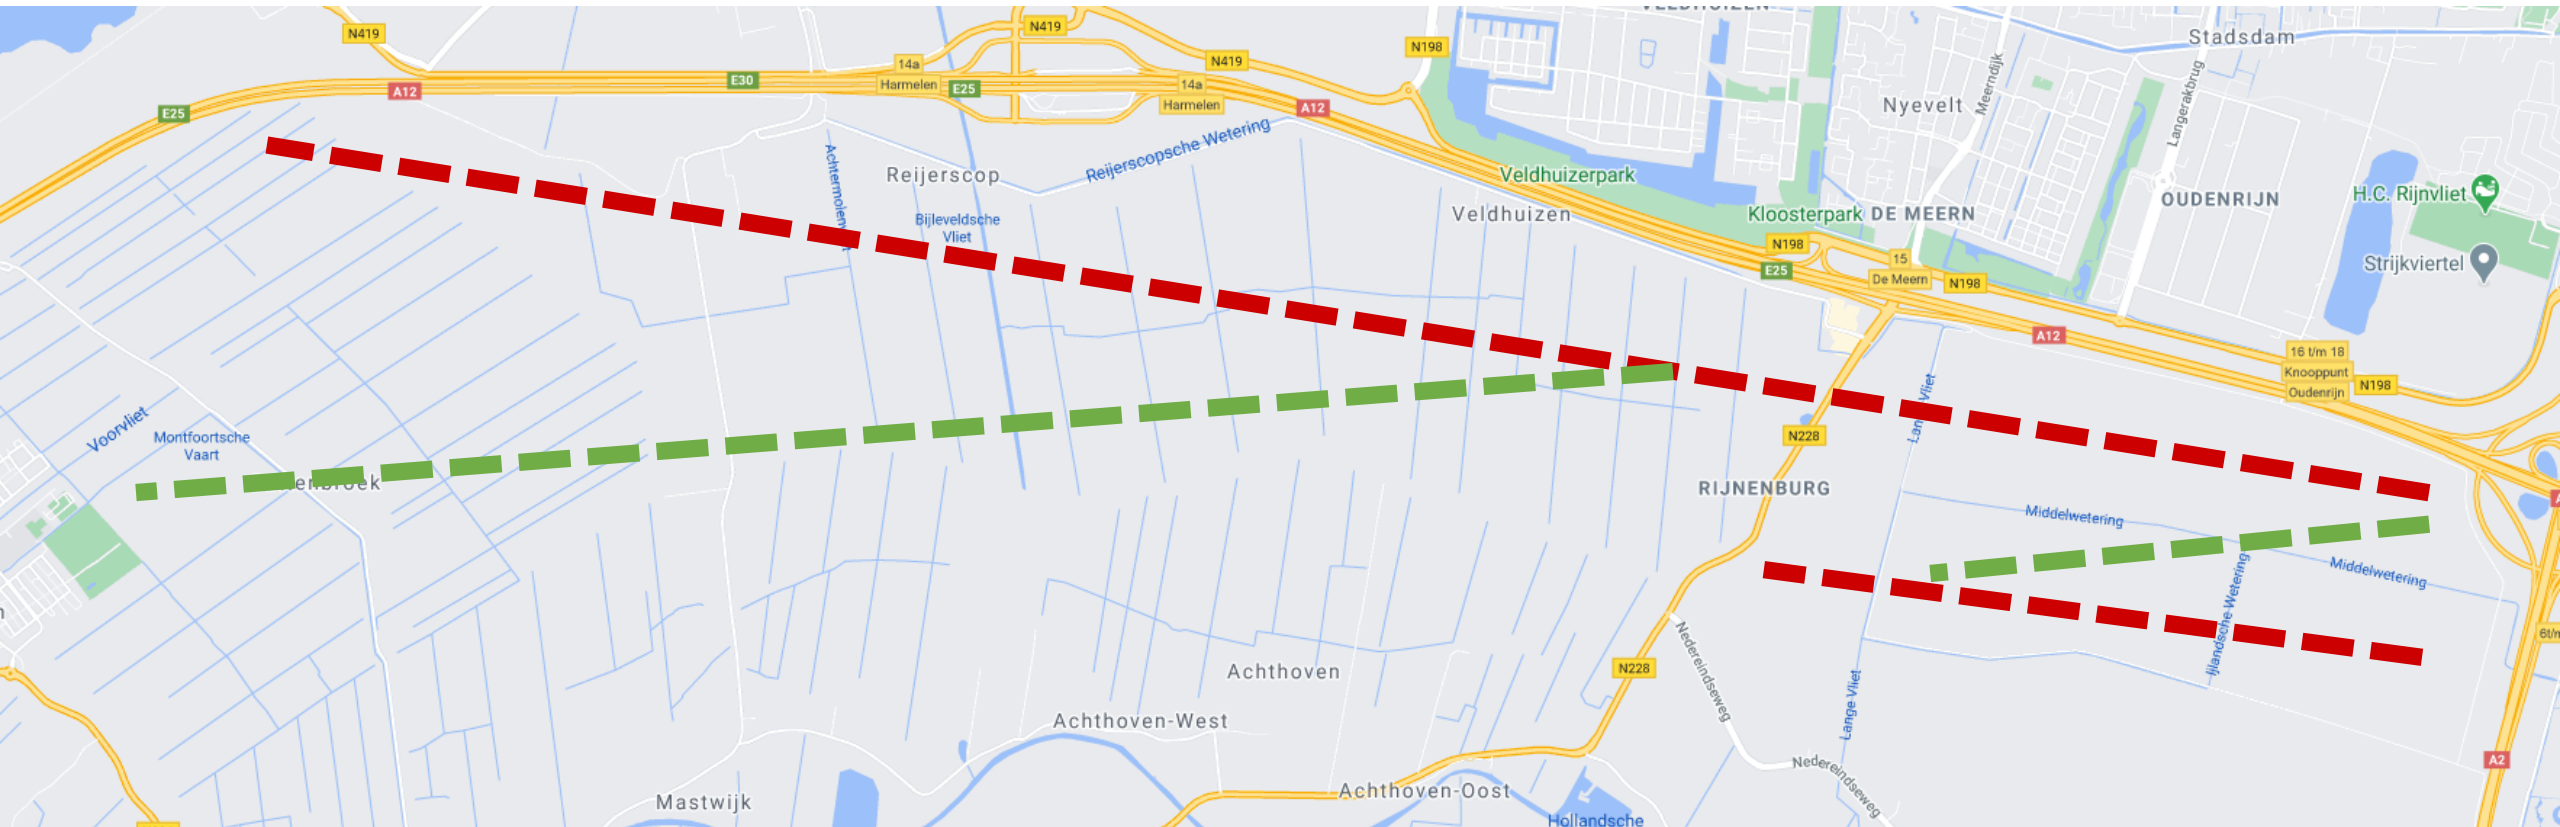 VELDHUIZEN
N419
N419
N198
Stadsdam
14a
Harmelen
N419
E30
E25
A12
14a
Harmelen
A12
E25
Meerndijk
Langerakbrug
Nyevelt
Reijerscopsche Wetering
Reijerscop
Veldhuizerpark
H.C. Rijnvliet
OUDENRIJN
Veldhuizen
Kloosterpark
DE MEERN
Bijleveldsche
Vliet
N198
15
De Meern
E25
N198
Strijkviertel
A12
16 t/m 18
Knooppunt
Oudenrijn
N198
Voorvliet
Montfoortsche
Vaart
N228
RIJNENBURG
Middelwetering
Middelwetering
IJlandsche Wetering
Nedereindseweg
N228
Achthoven
Lange Vliet
Achthoven-West
A2
Nedereindseweg
Achthoven-Oost
Mastwijk
Hollandsche